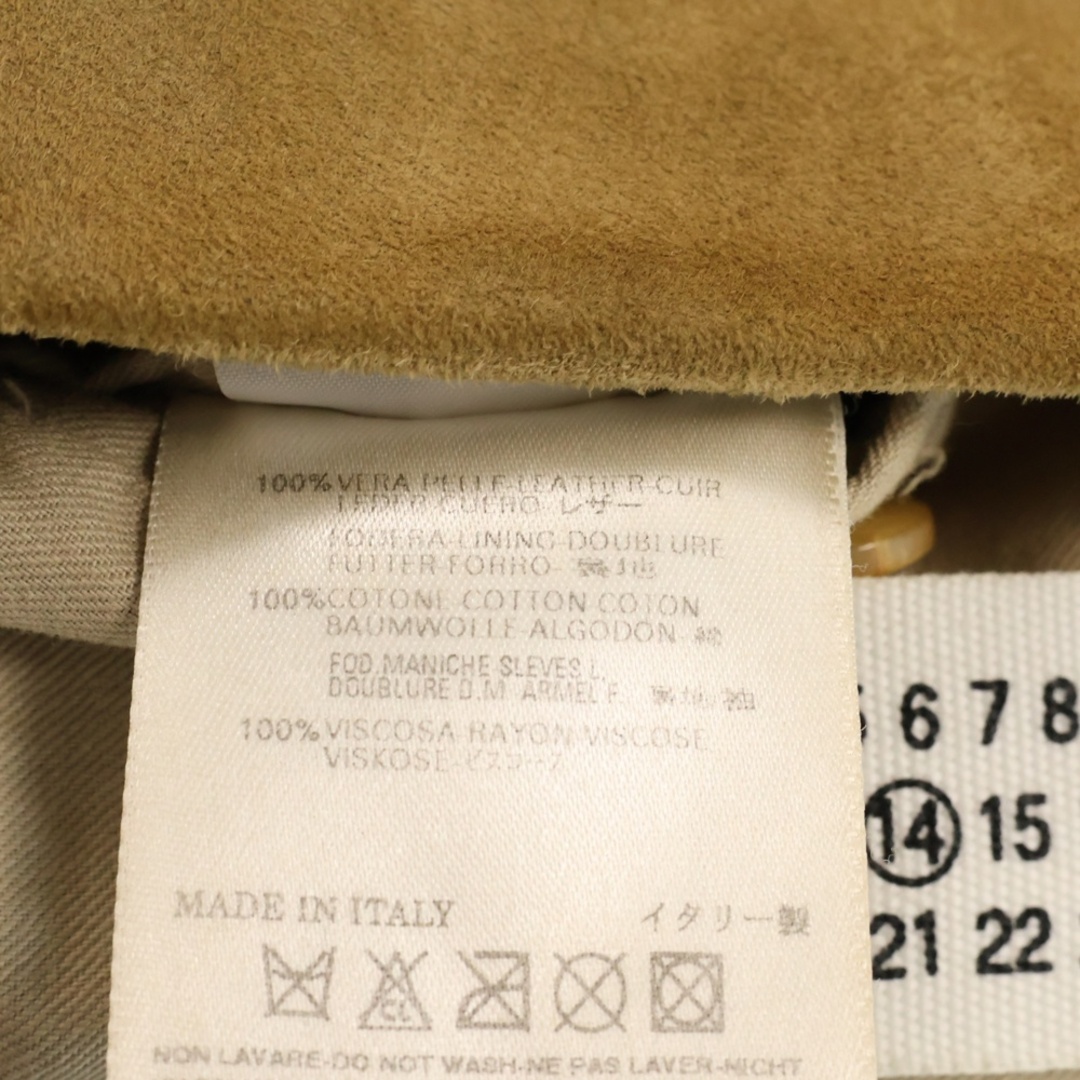 100% VERA PELLE-LEATHER-CUIR
LEDER-CUERO-レザー
FODERA-LINING-DOUBLURE
FUTTER-FORRO-裏地
100% COTONE-COTTON COTON
BAUMWOLLE-ALGODON-綿
FOD.MANICHE SLEVES L.
DOUBLURE D.M ARMEL F. 裏地 袖
100% VISCOSA-RAYON-VISCOSE
VISKOSE-ビスコース
MADE IN ITALY イタリー製
CL
NON LAVARE-DO NOT WASH-NE PAS LAVER-NICHT
6 7 8
14 15
21 22